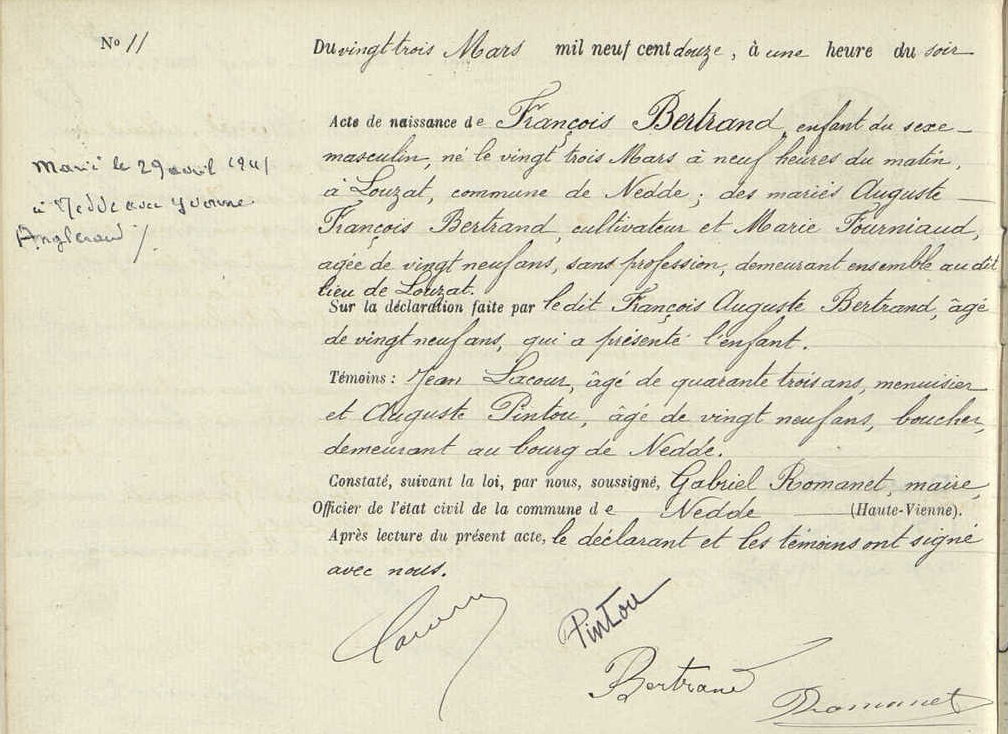 Nº 11
Du vingt trois Mars mil neuf cent douze, à une heure du soir
Acte de naissance de François Bertrand, enfant du sexe
masculin, né le vingt trois Mars à neuf heures du matin,
à Louzat, commune de Nedde; des mariés Auguste
François Bertrand, cultivateur et Marie Fourniaud,
agée de vingt neuf ans, sans profession, demeurant ensemble au dit
lieu de Louzat.
Sur la déclaration faite par le dit François Auguste Bertrand, âgé
de vingt neuf ans, qui a présenté l'enfant.
Témoins : Jean Lacour, âgé de quarante trois ans, menuisier
et Auguste Pintou, âgé de vingt neuf ans, boucher,
demeurant au bourg de Nedde.
Constaté, suivant la loi, par nous, soussigné, Gabriel Romanet, maire,
Officier de l'état civil de la commune de Nedde (Haute-Vienne).
Après lecture du présent acte, le déclarant et les témoins ont signé
avec nous.
Marié le 29 avril 1941
à Nedde avec Yvonne
Lacour
Pintou
Bertrand
Romanet